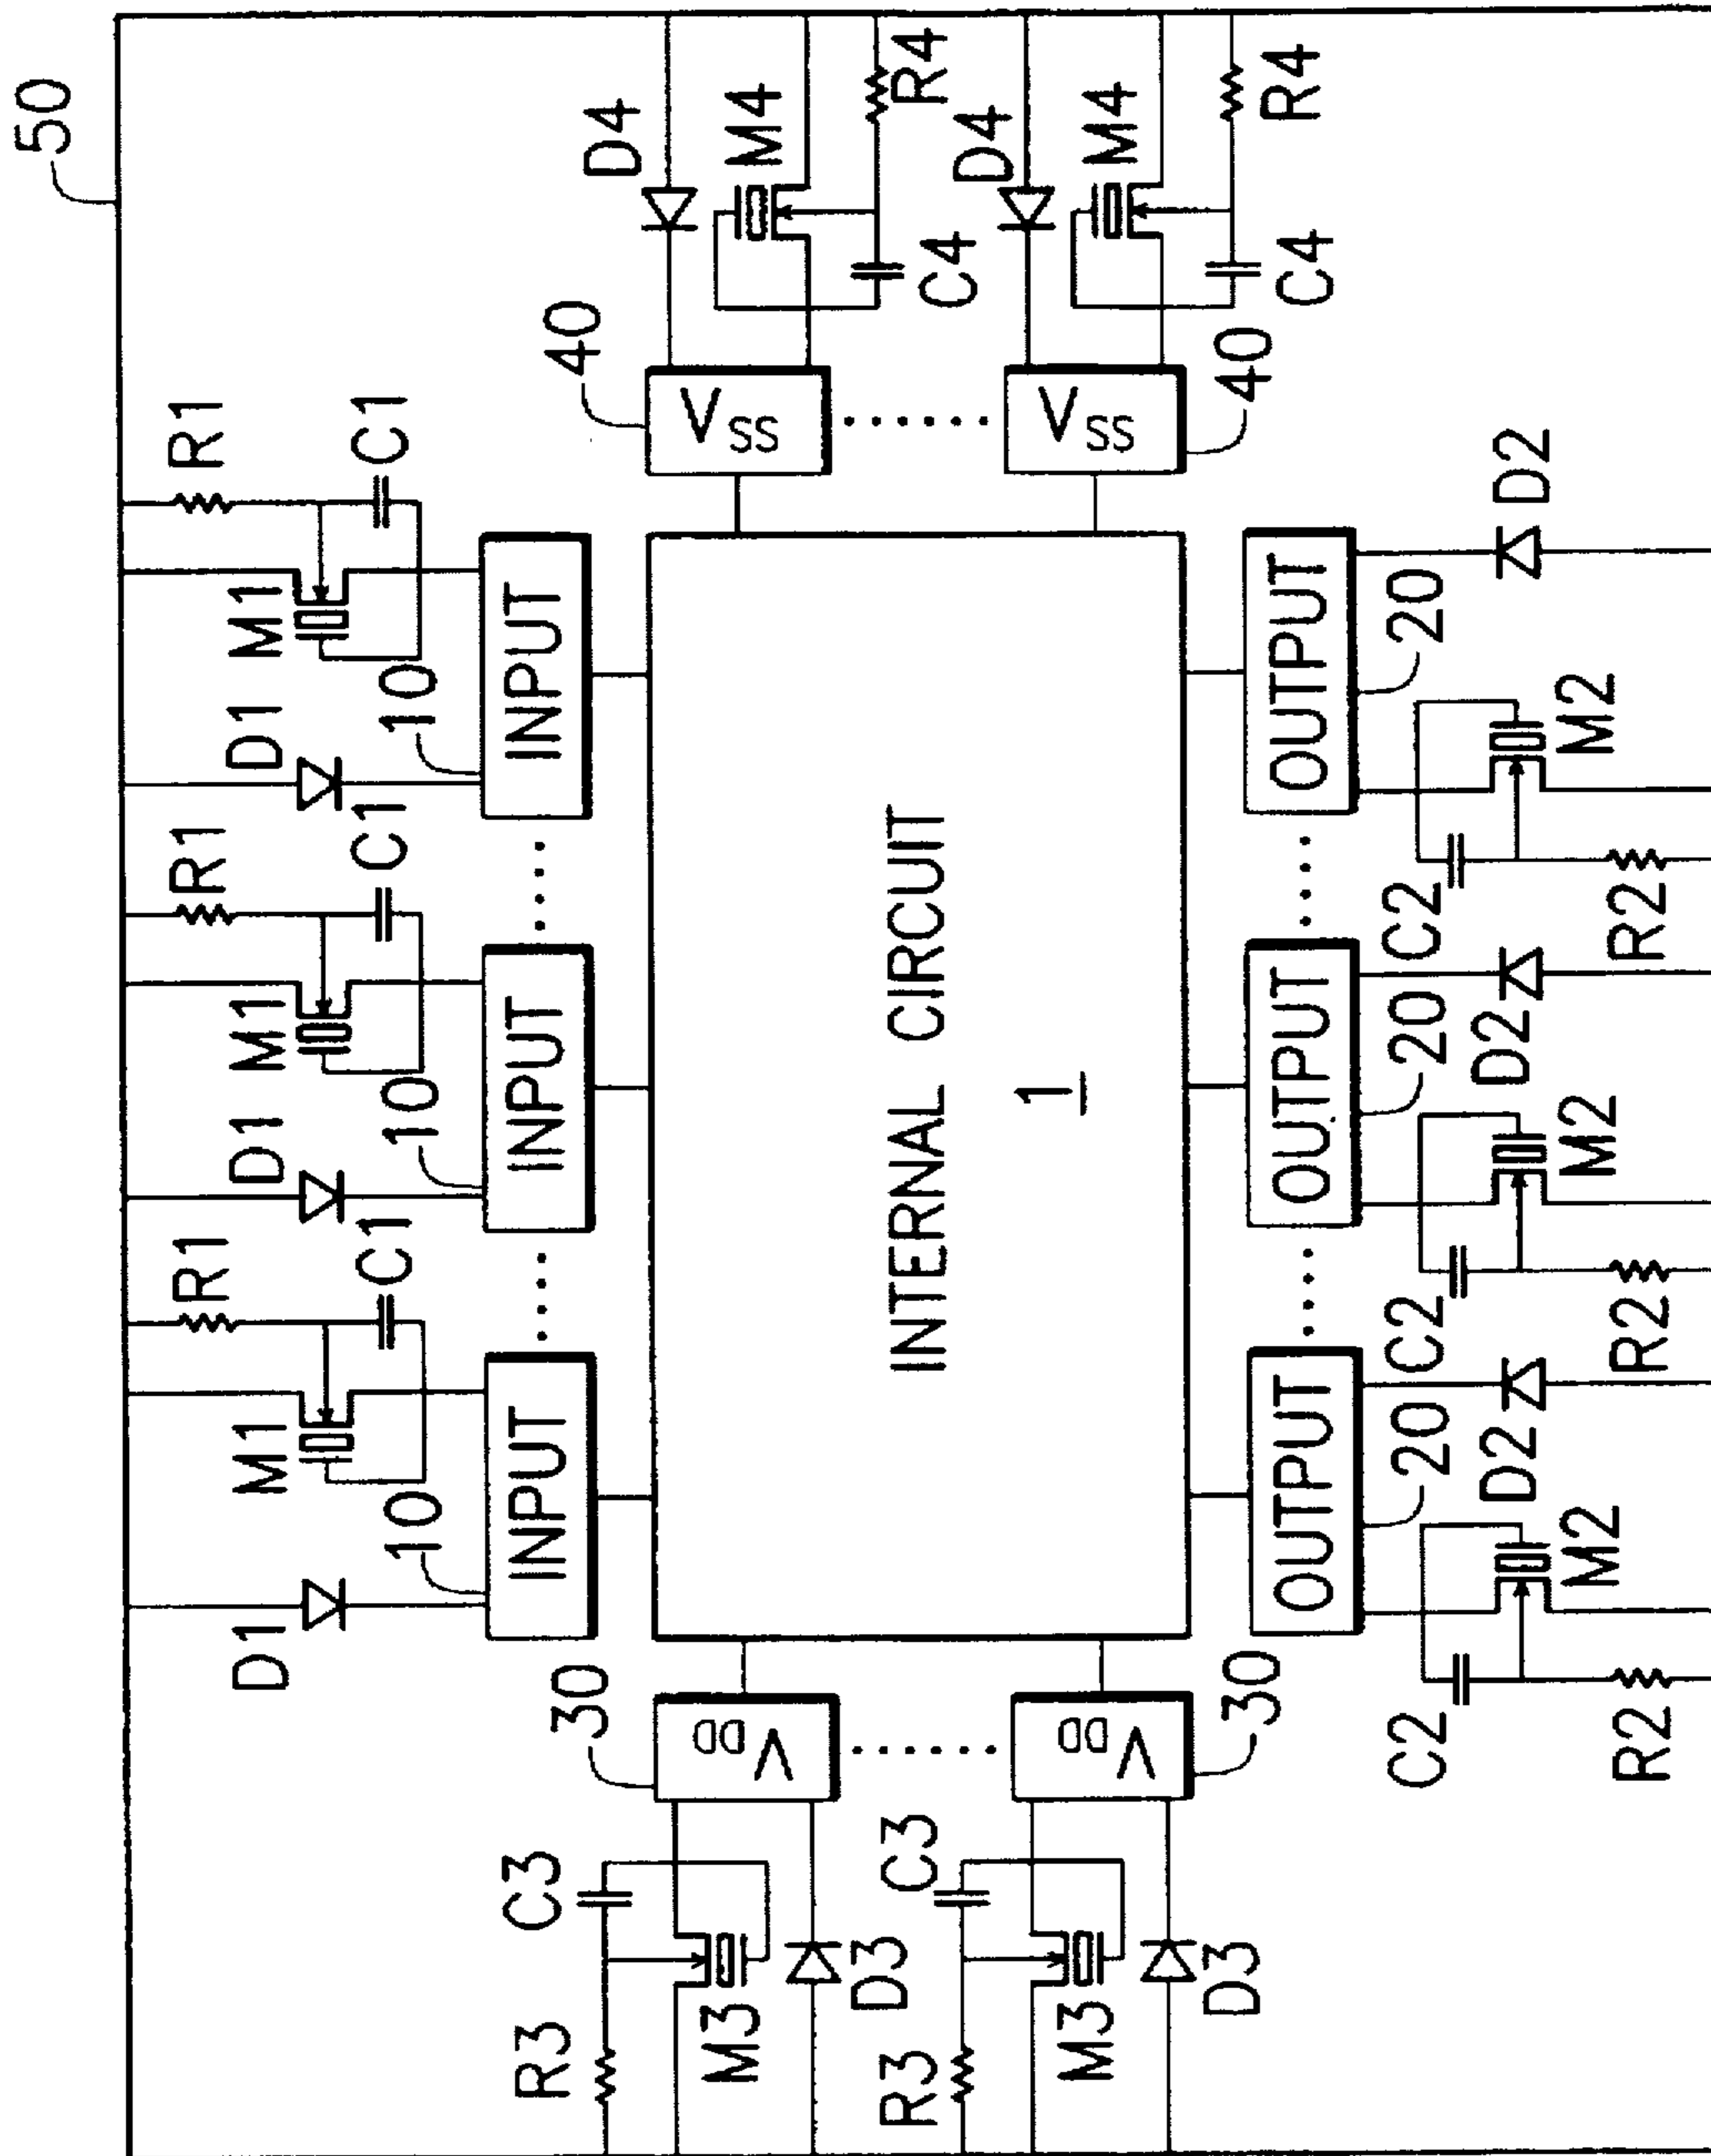 50
R1
R1
R1
C1
C1
C1
D1
M1
D1
M1
D1
M1
10
10
10
INPUT
INPUT
INPUT
R3
C3
30
40
D4
M3
VDD
VSS
M4
D3
C4
R4
R3
C3
INTERNAL CIRCUIT
D4
1
M3
VDD
VSS
M4
D3
30
40
C4
R4
OUTPUT
OUTPUT
OUTPUT
C2
20
C2
20
C2
20
D2
D2
D2
M2
M2
M2
R2
R2
R2